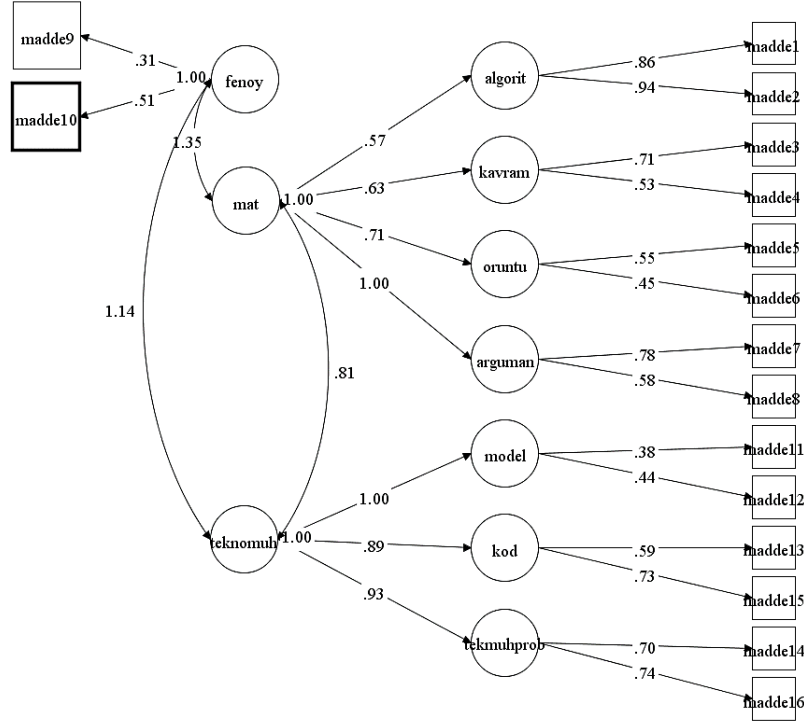 madde9
.31
1.00
fenoy
madde10
.51
1.35
mat
1.00
1.14
.81
teknomuh
1.00
.57
.63
.71
1.00
1.00
.89
.93
algorit
kavram
oruntu
arguman
model
kod
tekmuhprob
.86
.94
.71
.53
.55
.45
.78
.58
.38
.44
.59
.73
.70
.74
madde1
madde2
madde3
madde4
madde5
madde6
madde7
madde8
madde11
madde12
madde13
madde15
madde14
madde16